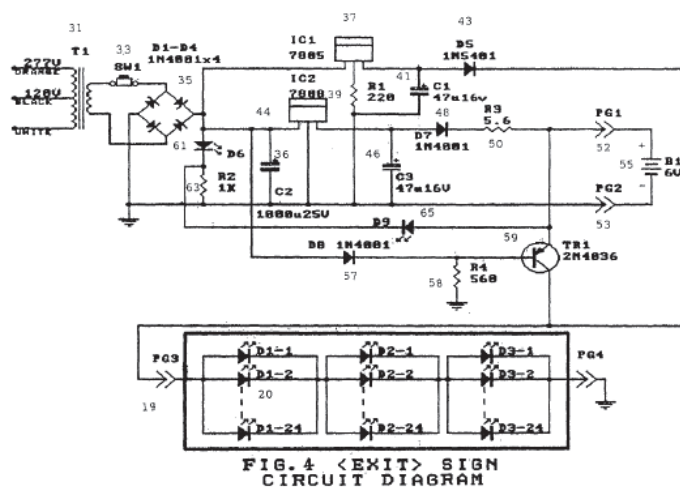 31
T1
277V
ORANGE
120V
BLACK
WHITE
33
SW1
D1-D4
1N4001x4
35
37
IC1
7805
IC2
7808
39
44
R1
220
41
C1
47u16v
43
D5
1N5401
48
D7
1N4001
R3
5.6
50
PG1
52
55
+
B1
6V
-
PG2
53
61
D6
63
R2
1K
36
C2
1000u25V
46
C3
47u16V
D9
65
D8 1N4001
57
58
R4
560
59
TR1
2N4036
PG3
19
D1-1
D1-2
20
D1-24
D2-1
D2-2
D2-24
D3-1
D3-2
D3-24
PG4
FIG.4 <EXIT> SIGN
CIRCUIT DIAGRAM